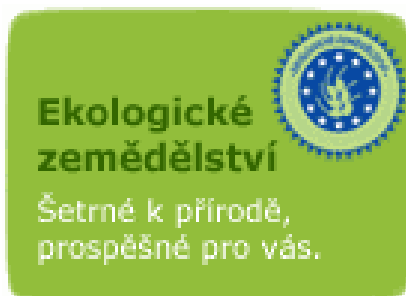 Ekologické
zemědělství
Šetrné k přírodě,
prospěšné pro vás.